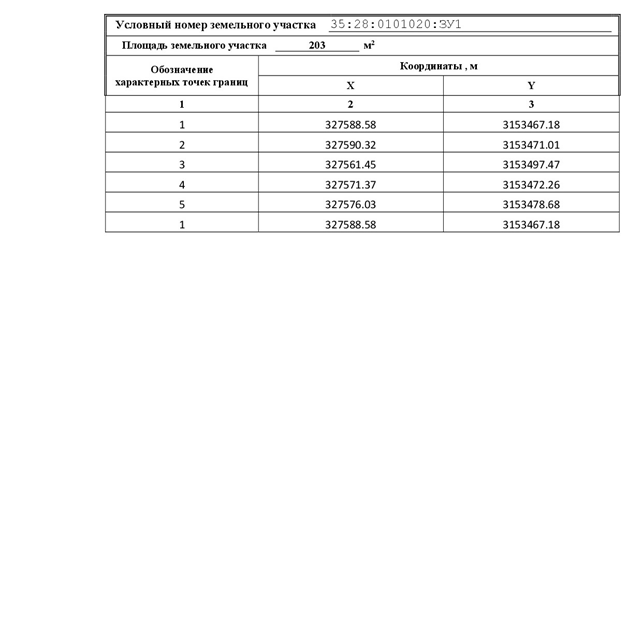 Условный номер земельного участка 35:28:0101020:ЗУ1
Площадь земельного участка 203 м²
Обозначение характерных точек границ
Координаты , м
X Y
1 2 3
1 327588.58 3153467.18
2 327590.32 3153471.01
3 327561.45 3153497.47
4 327571.37 3153472.26
5 327576.03 3153478.68
1 327588.58 3153467.18